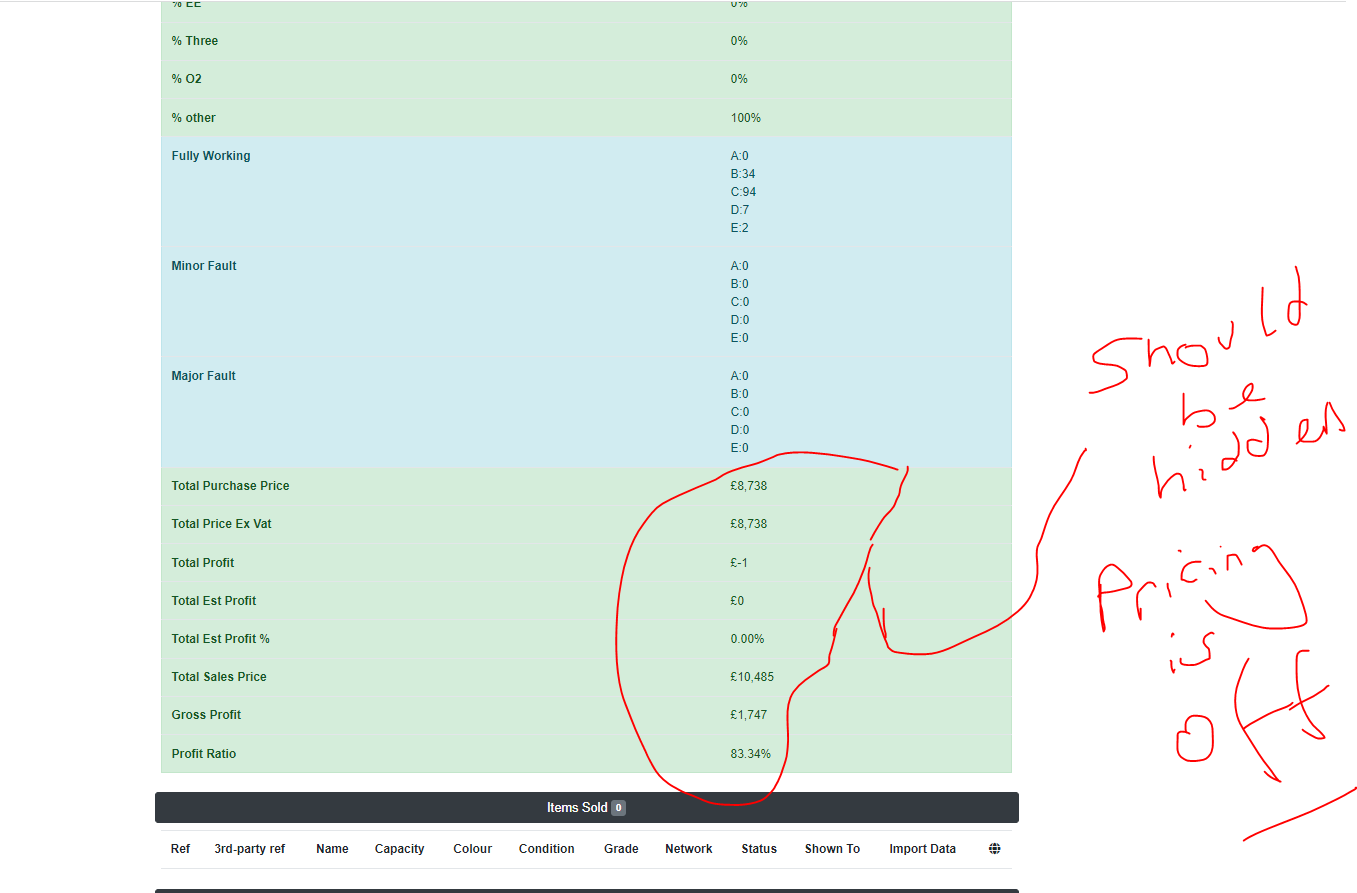 % EE 0%
% Three 0%
% O2 0%
% other 100%
Fully Working A:0
B:34
C:94
D:7
E:2
Minor Fault A:0
B:0
C:0
D:0
E:0
Major Fault A:0
B:0
C:0
D:0
E:0
Total Purchase Price £8,738
Total Price Ex Vat £8,738
Total Profit £-1
Total Est Profit £0
Total Est Profit % 0.00%
Total Sales Price £10,485
Gross Profit £1,747
Profit Ratio 83.34%
Items Sold 0
Ref 3rd-party ref Name Capacity Colour Condition Grade Network Status Shown To Import Data
Should
be
hidden
Pricing
is
off